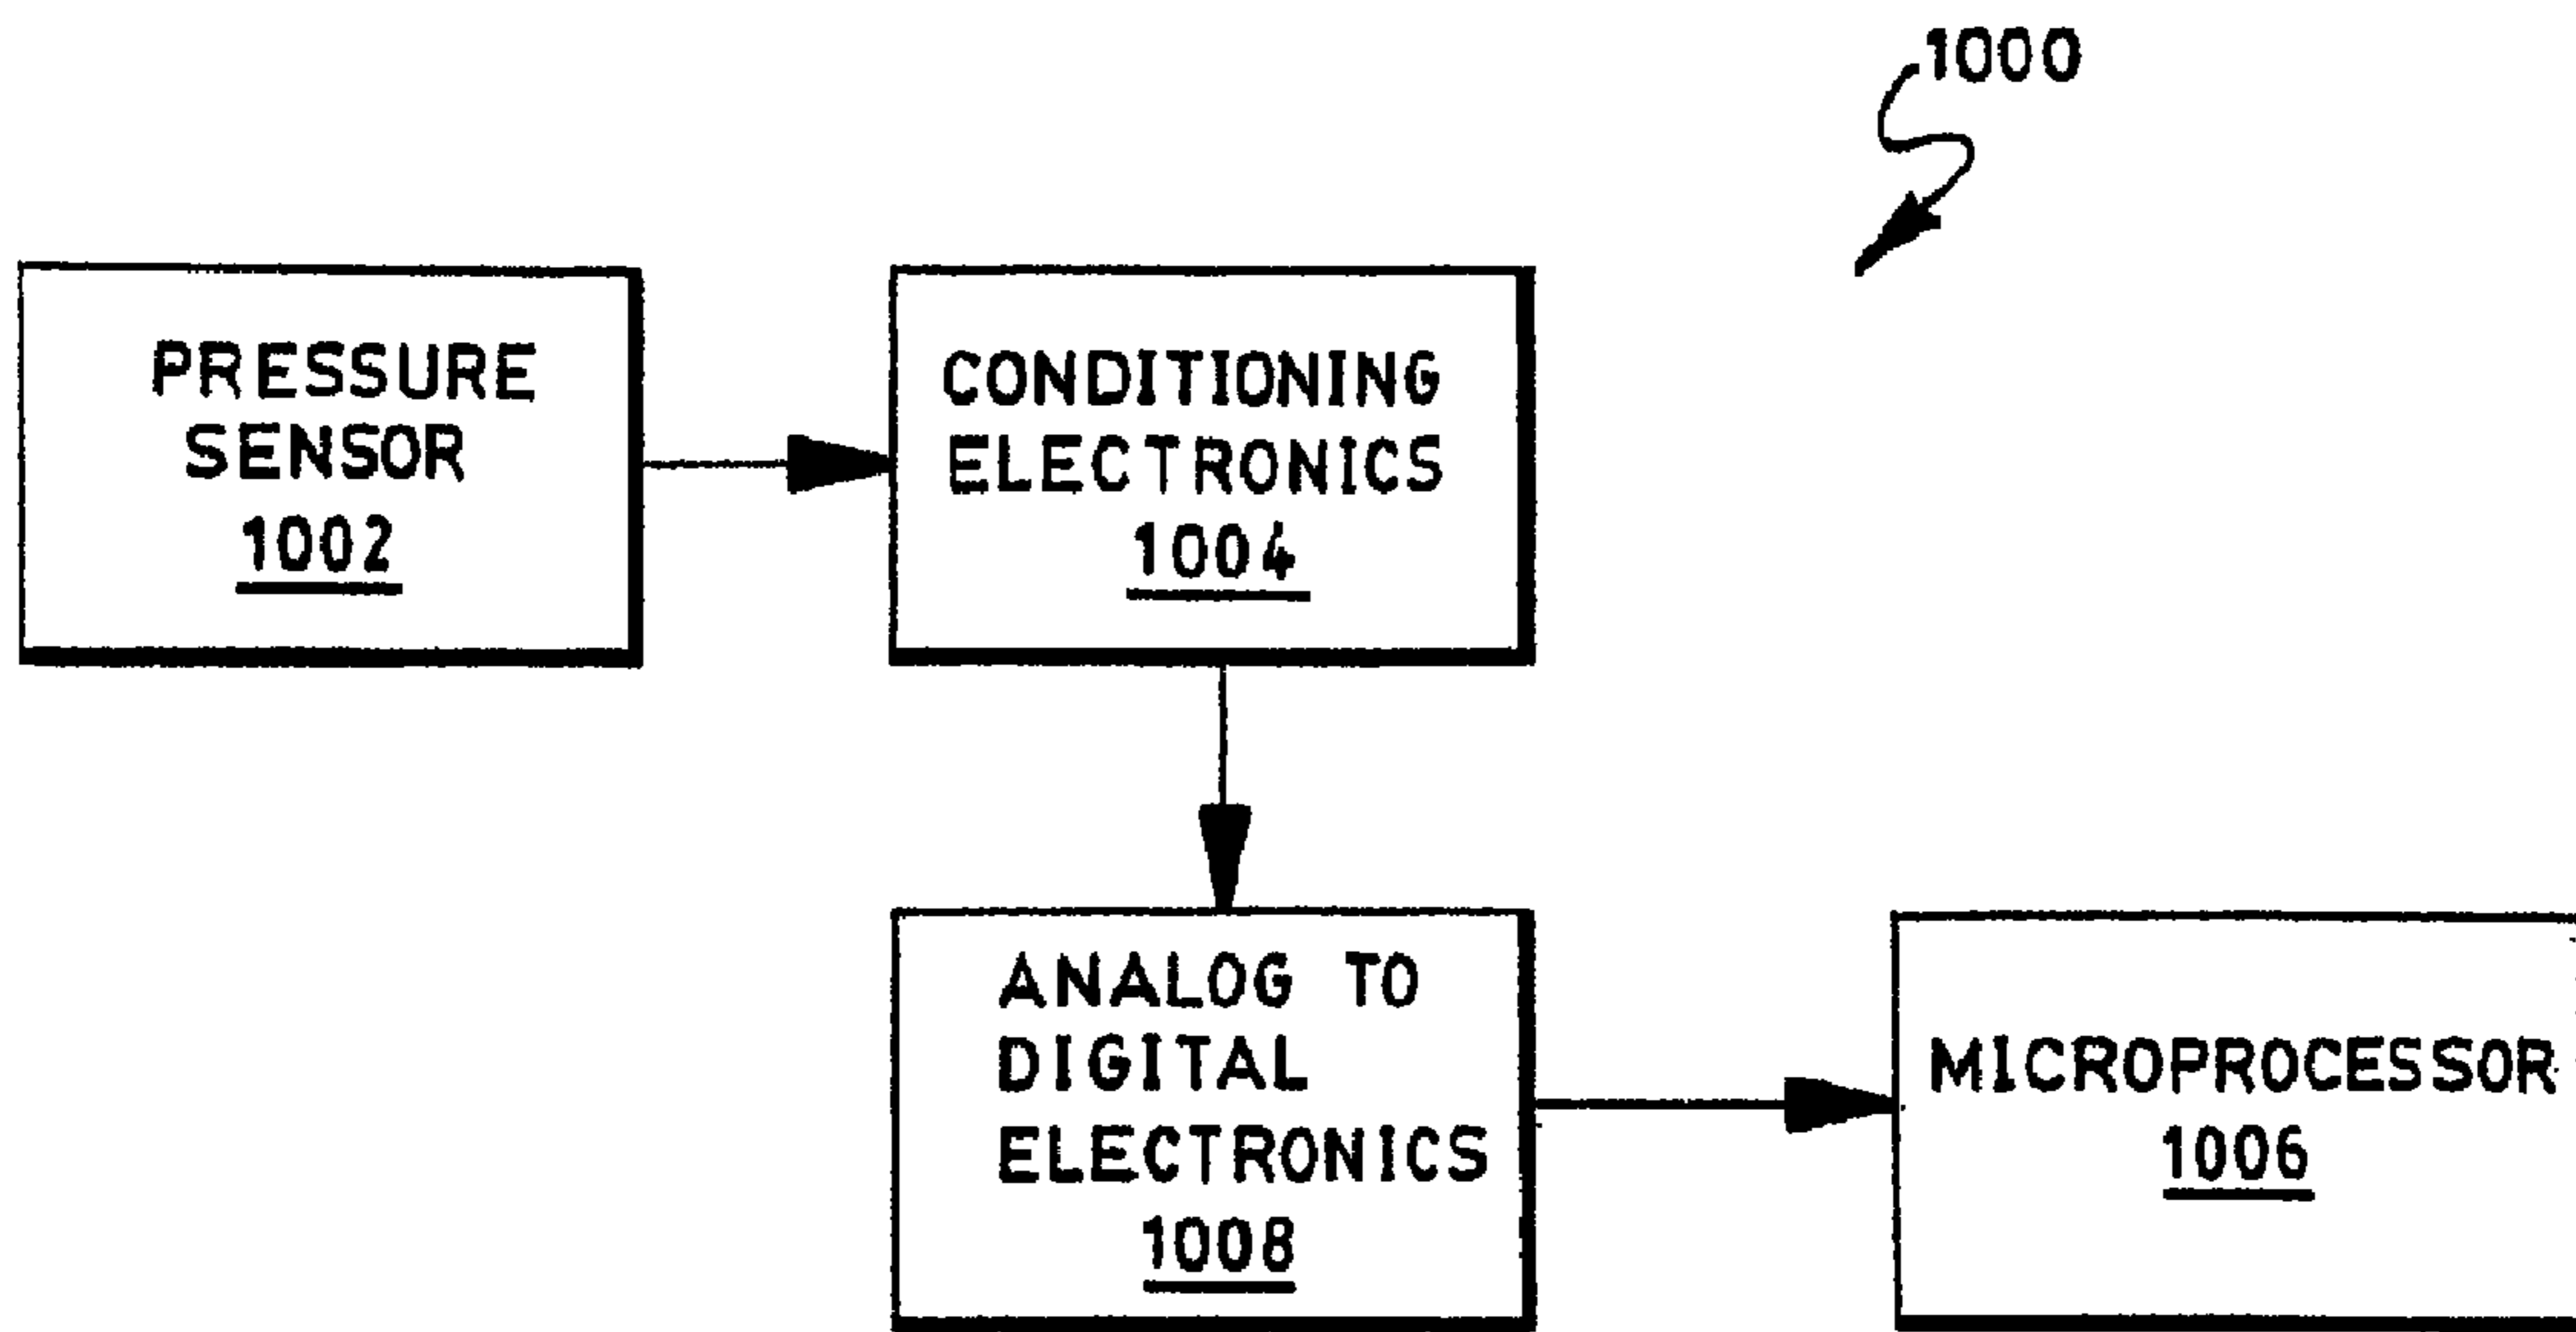 1000
PRESSURE
SENSOR
1002
CONDITIONING
ELECTRONICS
1004
ANALOG TO
DIGITAL
ELECTRONICS
1008
MICROPROCESSOR
1006